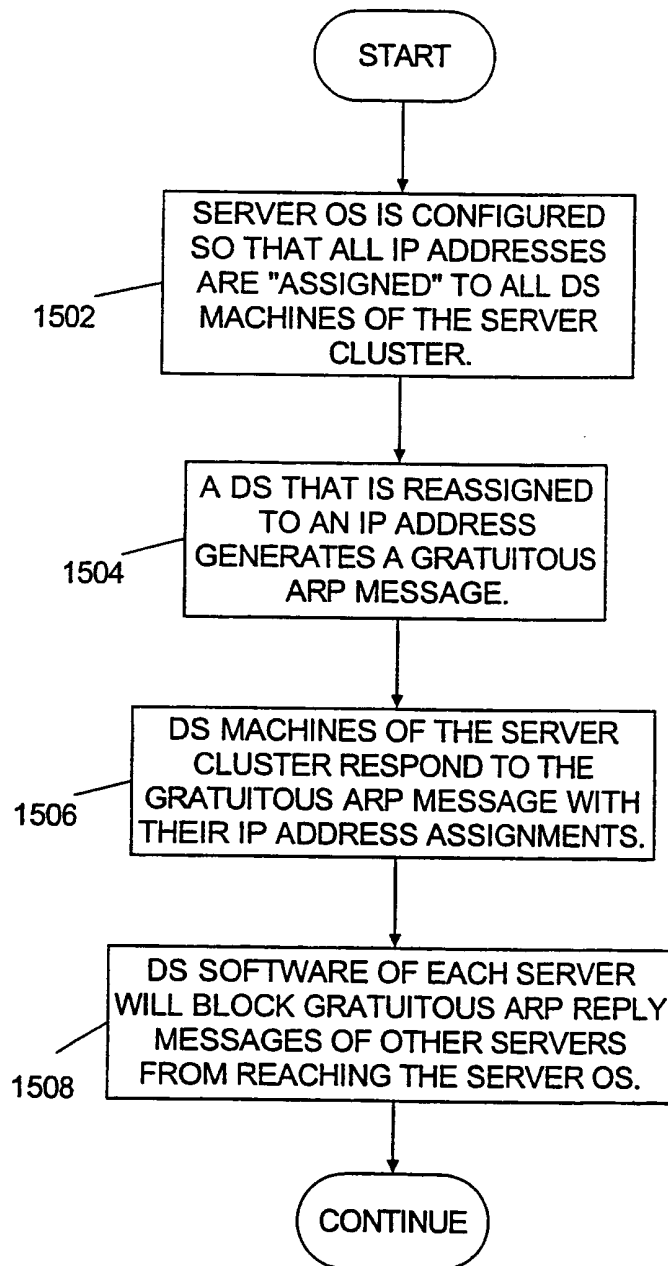 START
SERVER OS IS CONFIGURED
SO THAT ALL IP ADDRESSES
ARE "ASSIGNED" TO ALL DS
MACHINES OF THE SERVER
CLUSTER.
1502
A DS THAT IS REASSIGNED
TO AN IP ADDRESS
GENERATES A GRATUITOUS
ARP MESSAGE.
1504
DS MACHINES OF THE SERVER
CLUSTER RESPOND TO THE
GRATUITOUS ARP MESSAGE WITH
THEIR IP ADDRESS ASSIGNMENTS.
1506
DS SOFTWARE OF EACH SERVER
WILL BLOCK GRATUITOUS ARP REPLY
MESSAGES OF OTHER SERVERS
FROM REACHING THE SERVER OS.
1508
CONTINUE